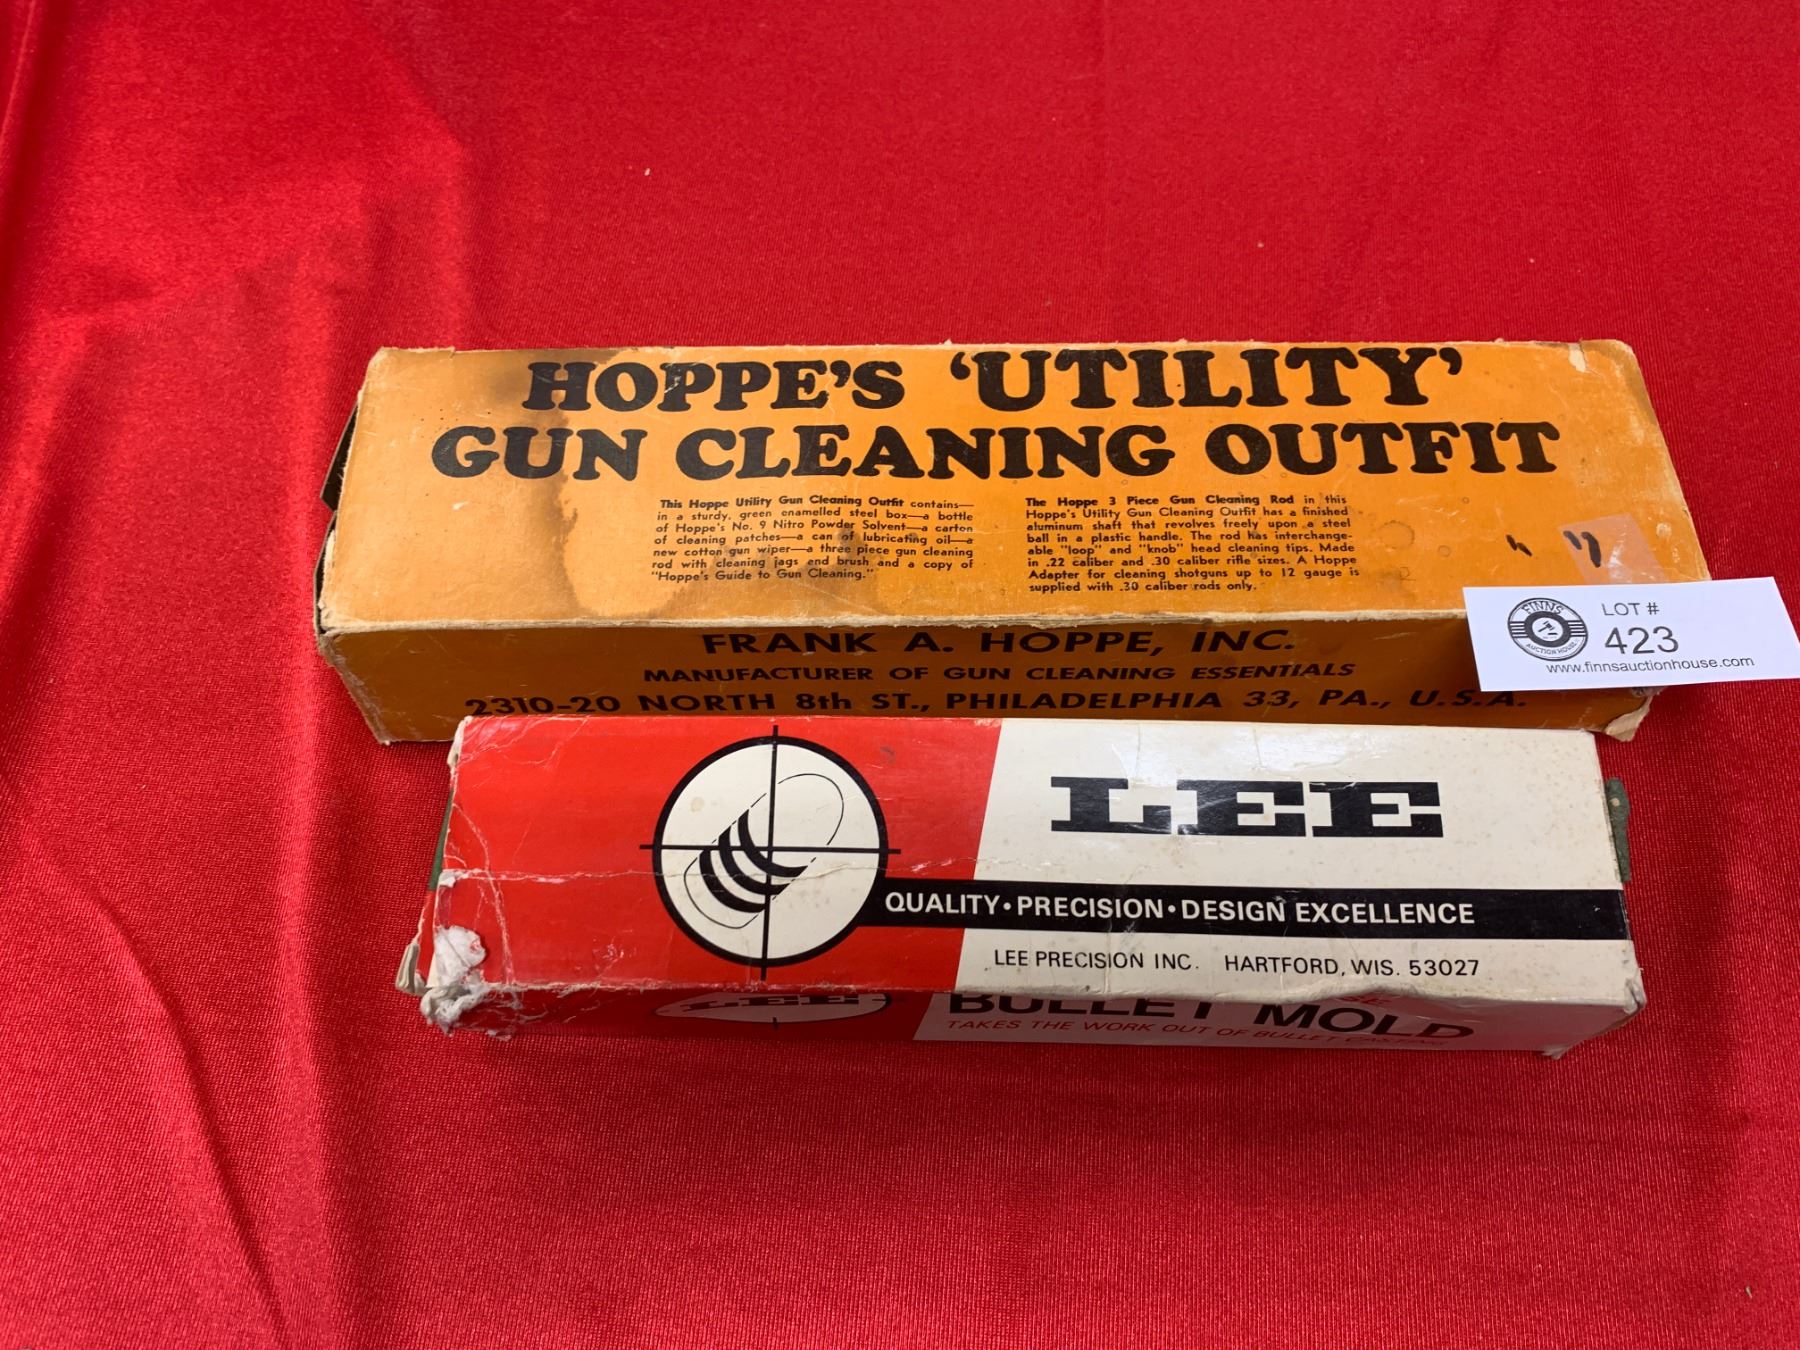 HOPPE'S 'UTILITY'
GUN CLEANING OUTFIT
This Hoppe Utility Gun Cleaning Outfit contains—
in a sturdy, green enamelled steel box—a bottle
of Hoppe's No. 9 Nitro Powder Solvent—a carton
of cleaning patches—a can of lubricating oil—a
new cotton gun wiper—a three piece gun cleaning
rod with cleaning jags end brush and a copy of
"Hoppe's Guide to Gun Cleaning."
The Hoppe 3 Piece Gun Cleaning Rod in this
Hoppe's Utility Gun Cleaning Outfit has a finished
aluminum shaft that revolves freely upon a steel
ball in a plastic handle. The rod has interchange-
able "loop" and "knob" head cleaning tips. Made
in .22 caliber and .30 caliber rifle sizes. A Hoppe
Adapter for cleaning shotguns up to 12 gauge is
supplied with .30 caliber rods only.
FRANK A. HOPPE, INC.
MANUFACTURER OF GUN CLEANING ESSENTIALS
2310-20 NORTH 8th ST., PHILADELPHIA 33, PA., U.S.A.
FINNS
AUCTION HOUSE
LOT #
423
www.finnsauctionhouse.com
LEE
QUALITY•PRECISION•DESIGN EXCELLENCE
LEE PRECISION INC. HARTFORD, WIS. 53027
LEE
BULLET MOLD
TAKES THE WORK OUT OF BULLET CASTING